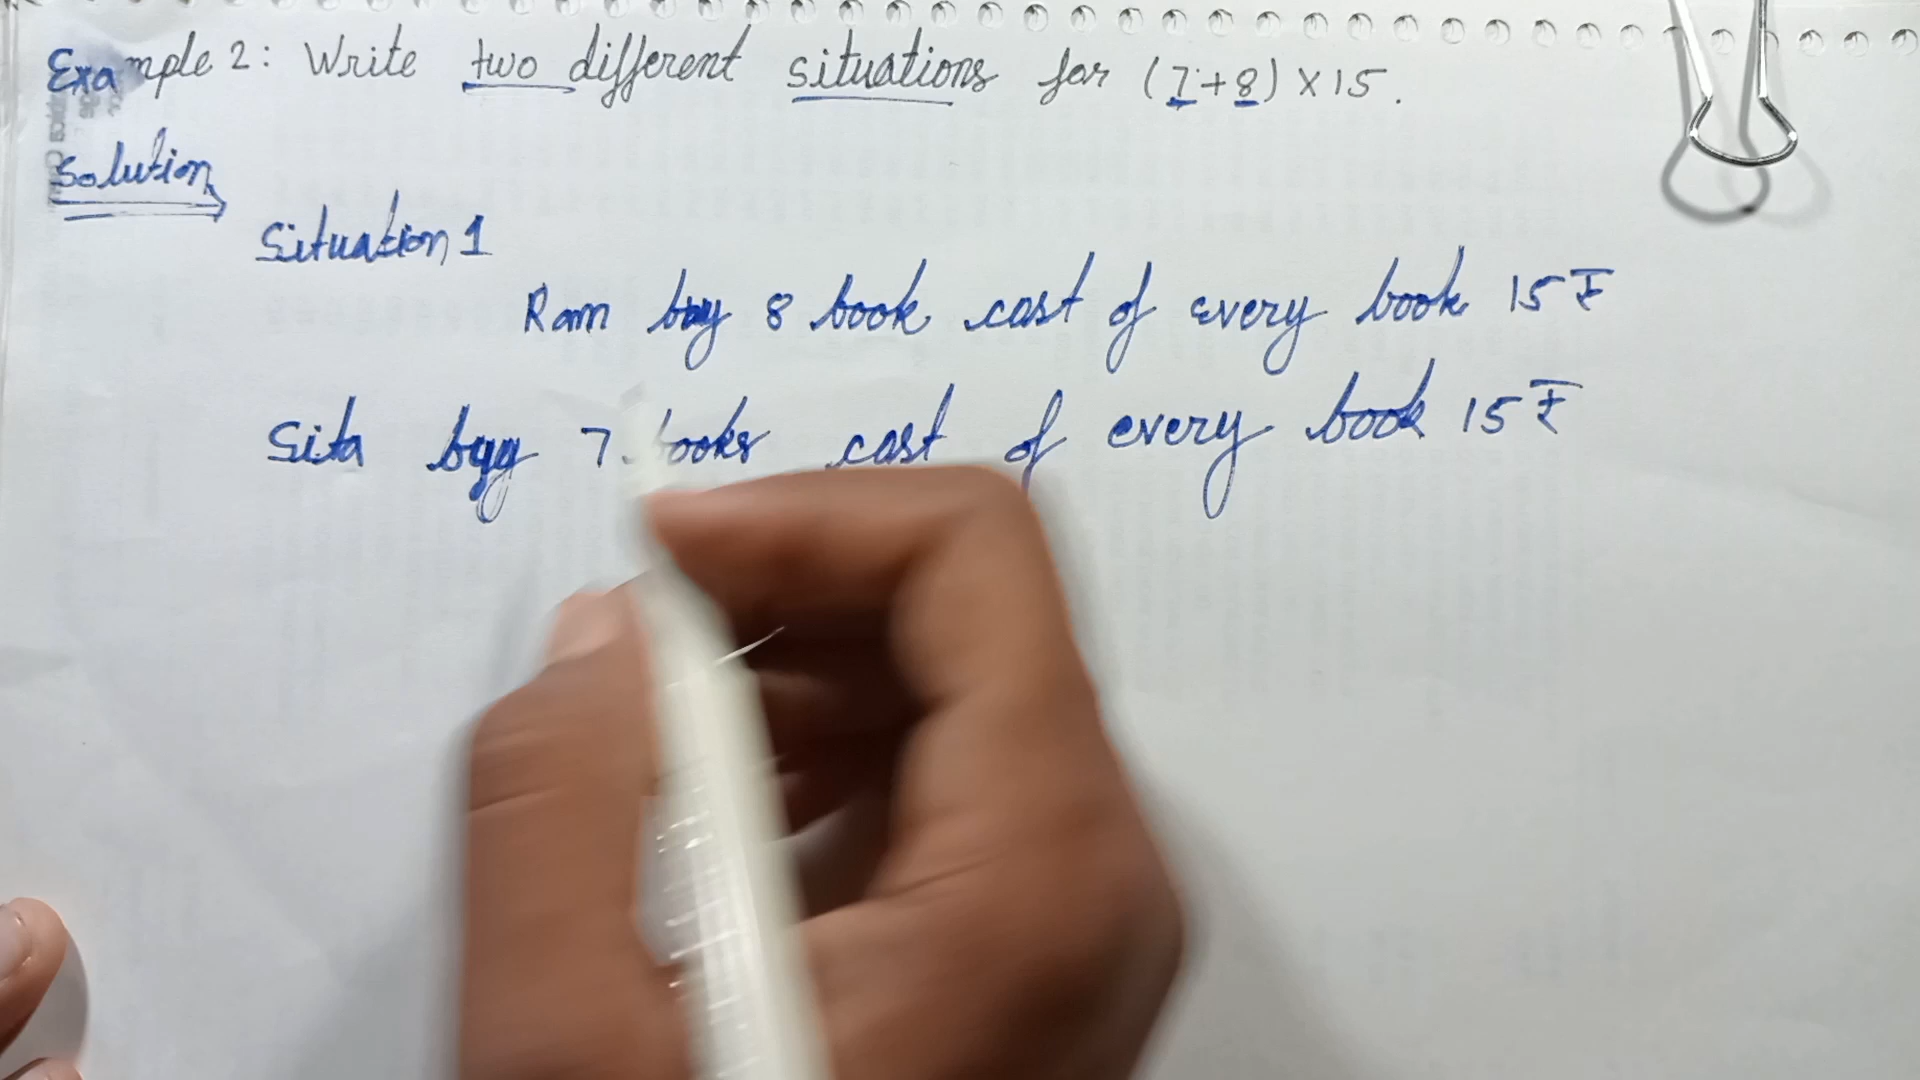 Example 2: Write two different situations for (7+8) × 15.
Solution
Situation 1
Ram buy 8 book cost of every book 15 ₹
Sita buy 7 books cost of every book 15 ₹